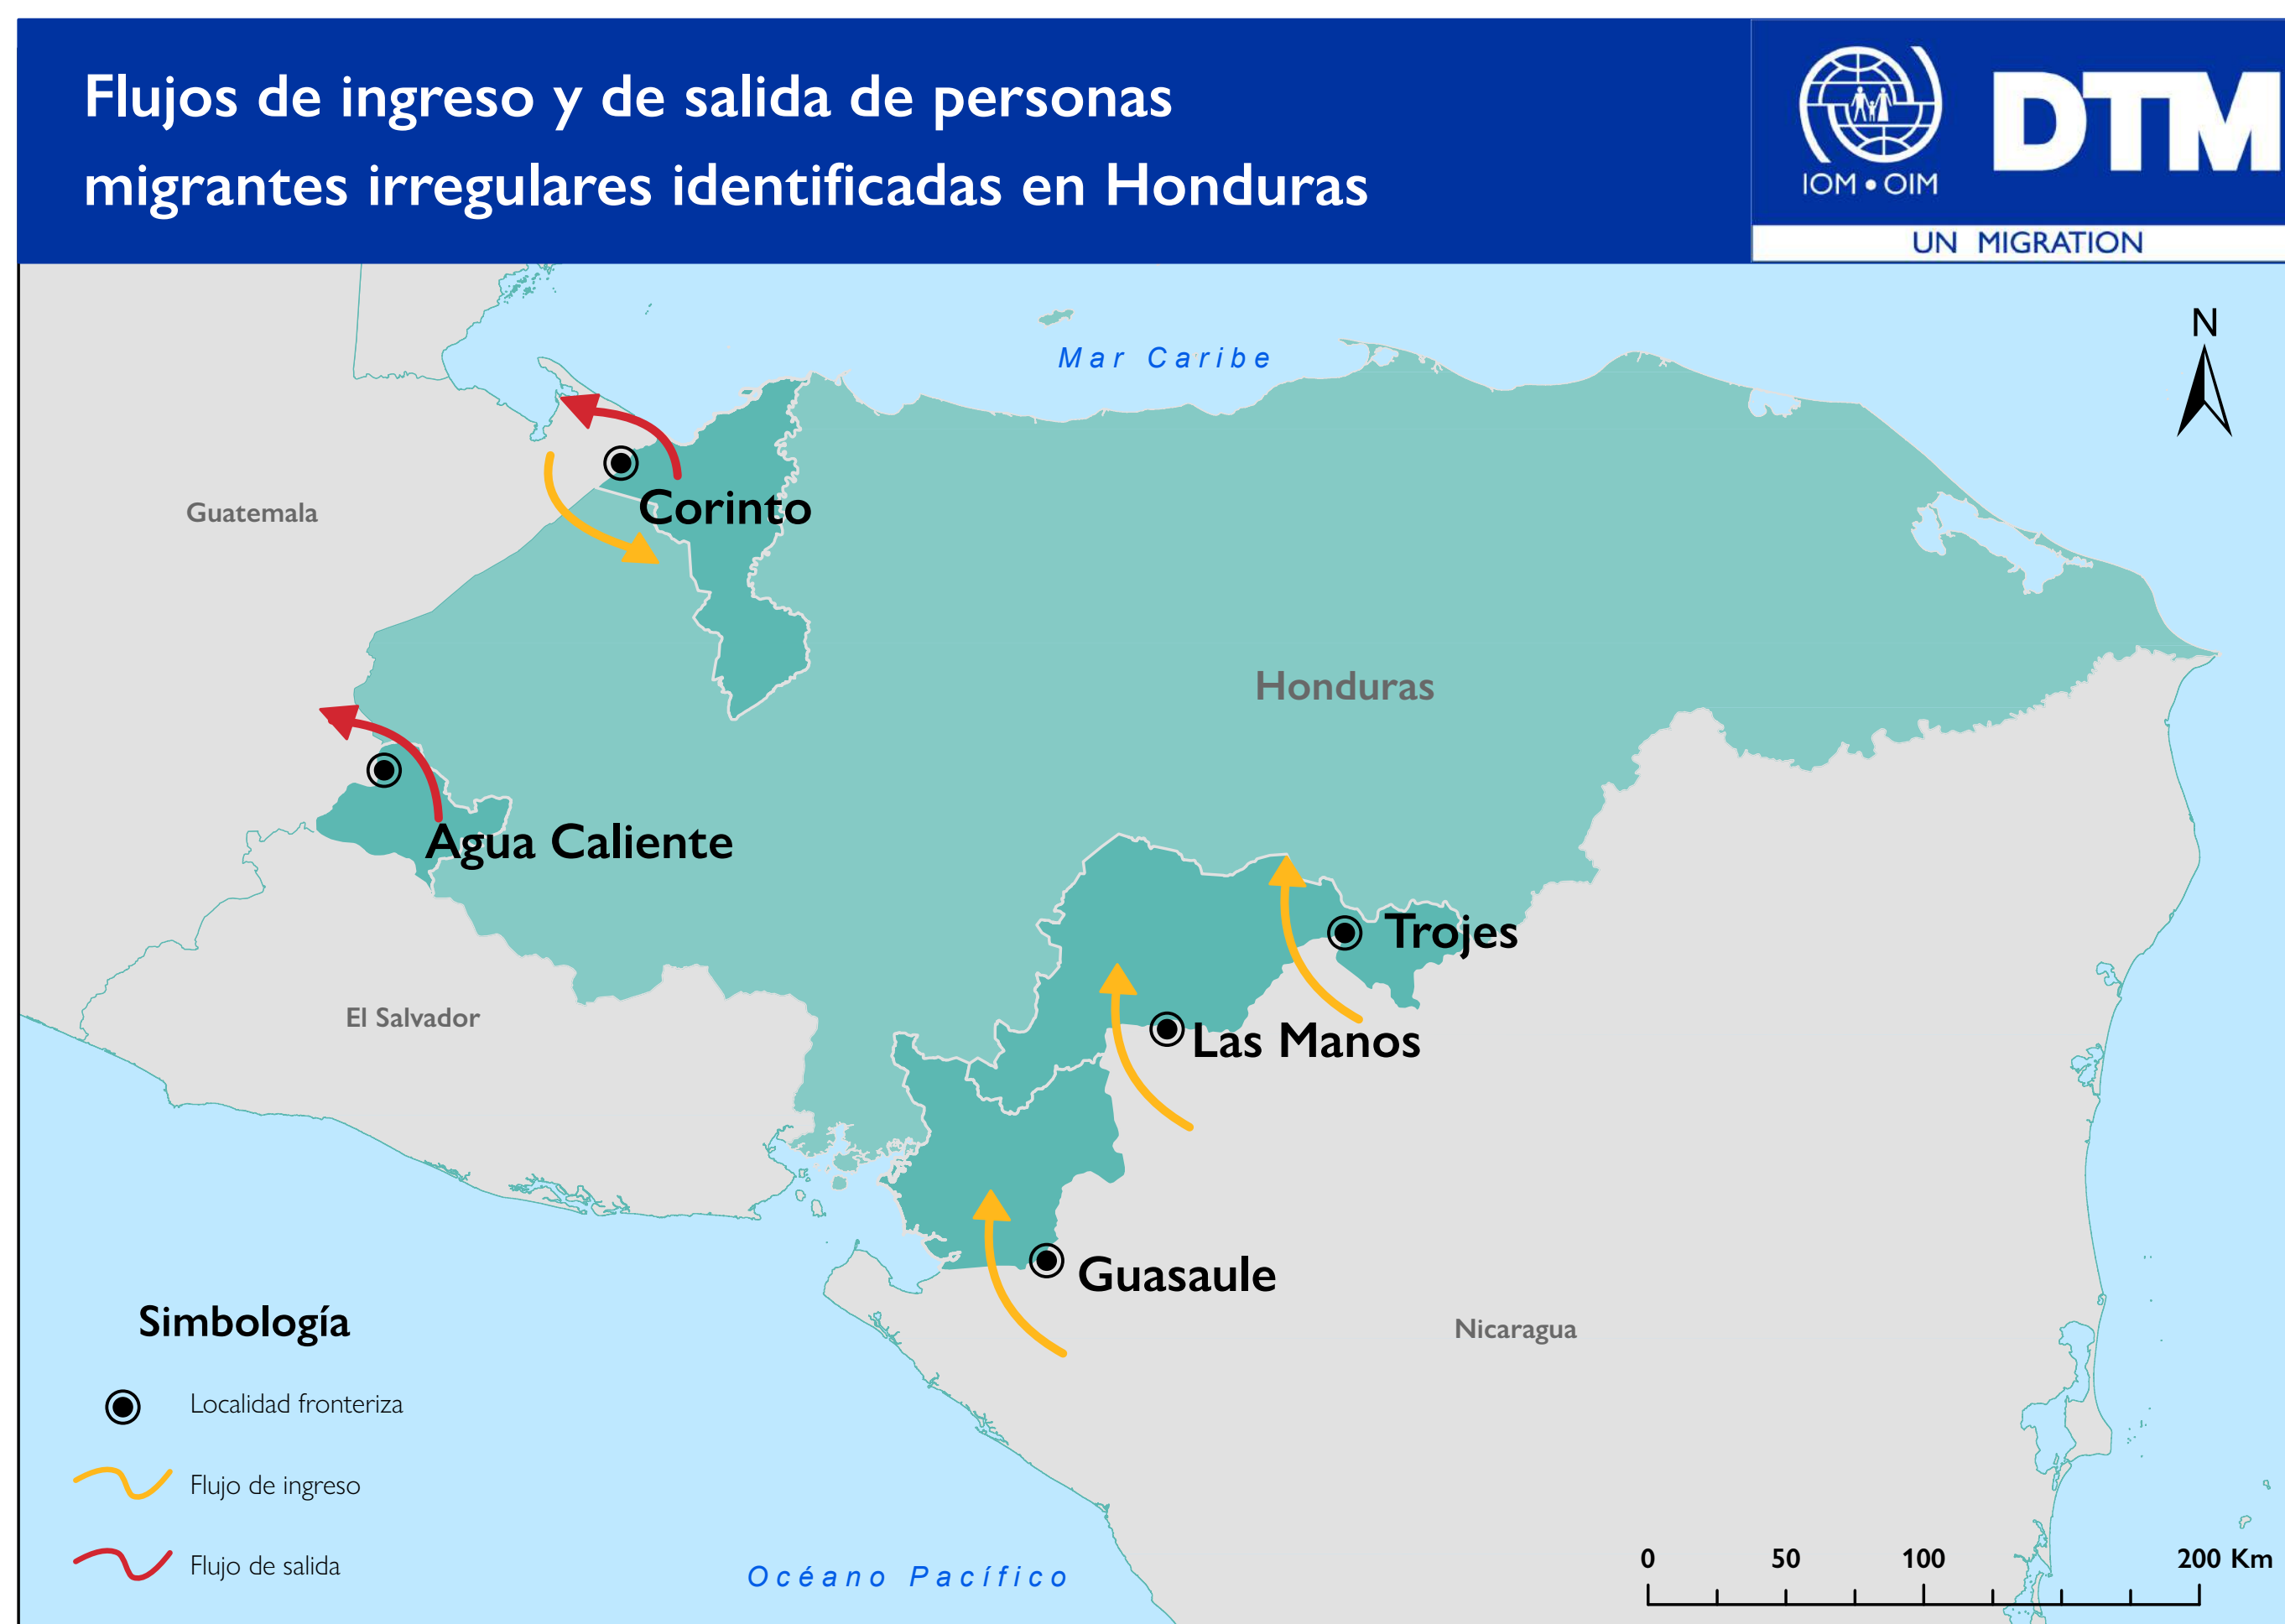 Flujos de ingreso y de salida de personas
migrantes irregulares identificadas en Honduras
IOM • OIM
DTM
UN MIGRATION
N
Mar Caribe
Guatemala
Corinto
Honduras
Agua Caliente
Trojes
El Salvador
Las Manos
Guasaule
Nicaragua
Simbología
Localidad fronteriza
Flujo de ingreso
Flujo de salida
Océano Pacífico
0 50 100 200 Km